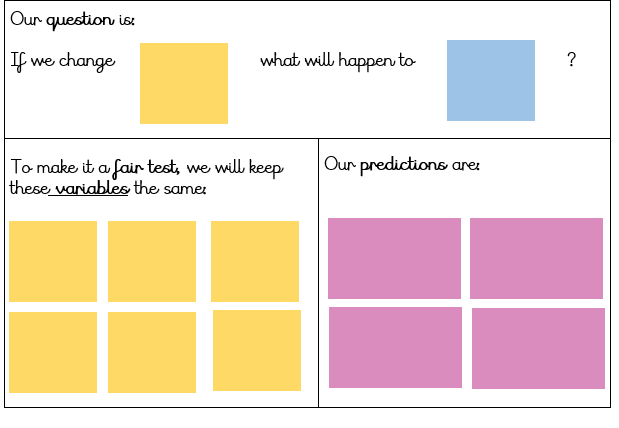 Our question is:
If we change what will happen to ?
To make it a fair test, we will keep
these variables the same:
Our predictions are: